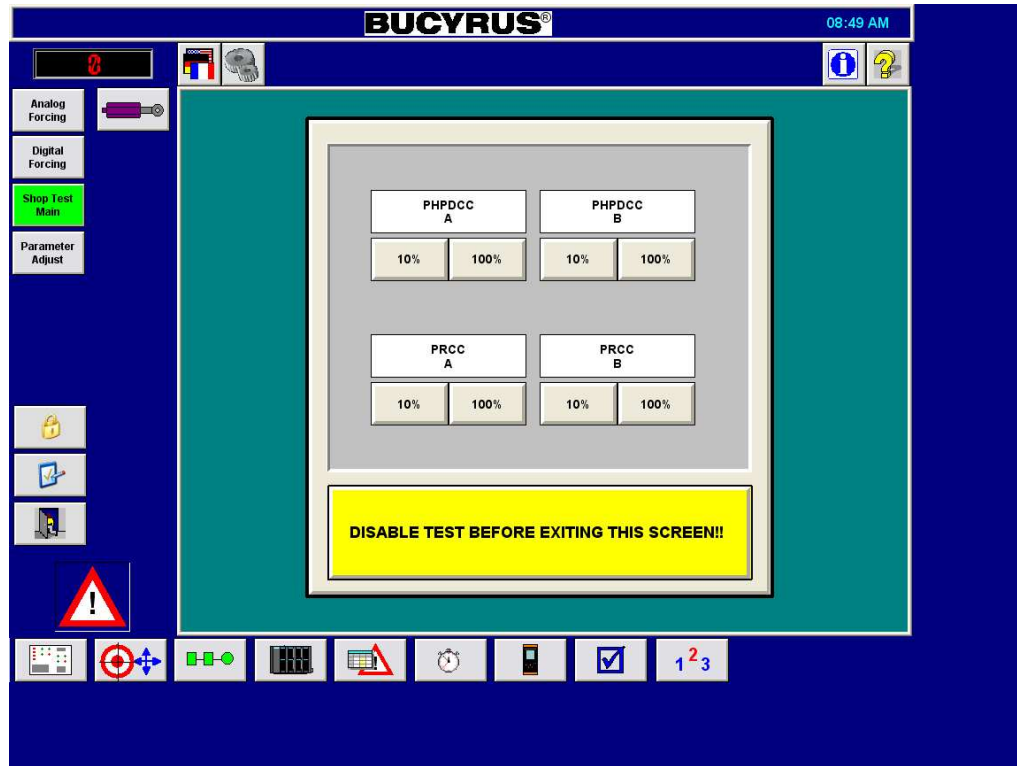 BUCYRUS®
08:49 AM
0
Analog
Forcing
Digital
Forcing
Shop Test
Main
Parameter
Adjust
PHPDCC
A
PHPDCC
B
10% 100% 10% 100%
PRCC
A
PRCC
B
10% 100% 10% 100%
DISABLE TEST BEFORE EXITING THIS SCREEN!!
!
1 2 3